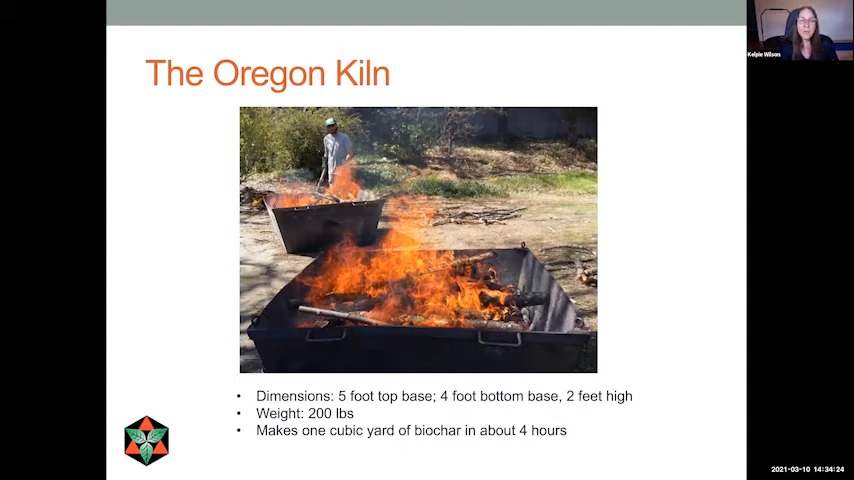 The Oregon Kiln
Kelpie Wilson
• Dimensions: 5 foot top base; 4 foot bottom base, 2 feet high
• Weight: 200 lbs
• Makes one cubic yard of biochar in about 4 hours
2021-03-10 14:34:24